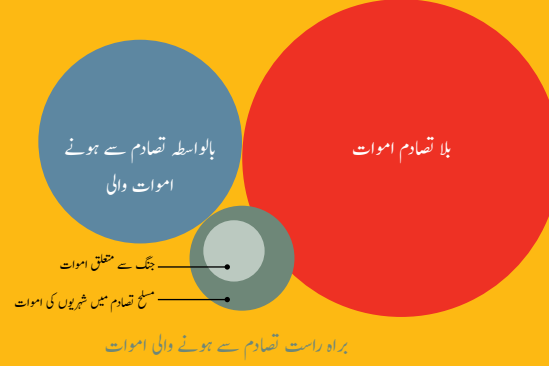 بلا تصادم اموات
بالواسطہ تصادم سے ہونے
اموات والی
جنگ سے متعلق اموات
مسلح تصادم میں شہریوں کی اموات
براہ راست تصادم سے ہونے والی اموات